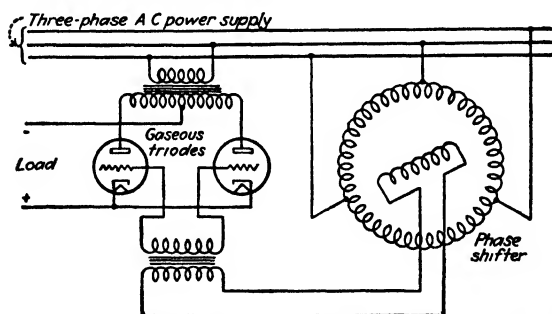 Three-phase A C power supply
-
Gaseous
triodes
Load
+
Phase
shifter